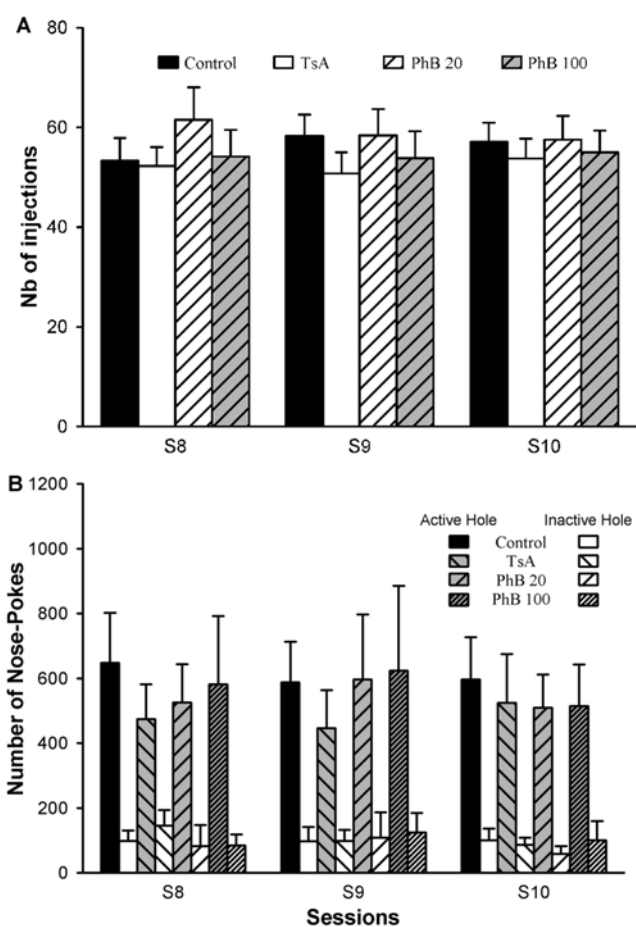 A
80
Control TsA PhB 20 PhB 100
60
40
20
0
Nb of injections
S8 S9 S10
B
1200
Active Hole Inactive Hole
Control
1000
TsA
PhB 20
PhB 100
800
600
400
200
0
Number of Nose-Pokes
S8 S9 S10
Sessions